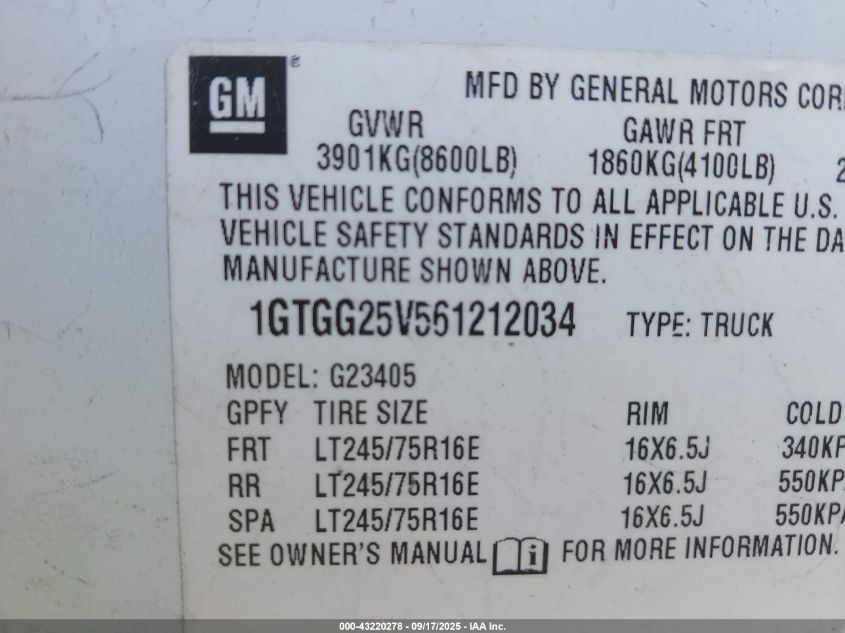 GM®
MFD BY GENERAL MOTORS COR
GVWR GAWR FRT
3901KG(8600LB) 1860KG(4100LB) 2
THIS VEHICLE CONFORMS TO ALL APPLICABLE U.S.
VEHICLE SAFETY STANDARDS IN EFFECT ON THE DA
MANUFACTURE SHOWN ABOVE.
1GTGG25V561212034 TYPE: TRUCK
MODEL: G23405
GPFY TIRE SIZE RIM COLD
FRT LT245/75R16E 16X6.5J 340KP
RR LT245/75R16E 16X6.5J 550KP
SPA LT245/75R16E 16X6.5J 550KPA
SEE OWNER'S MANUAL i FOR MORE INFORMATION.
000-43220278 - 09/17/2025 - IAA Inc.